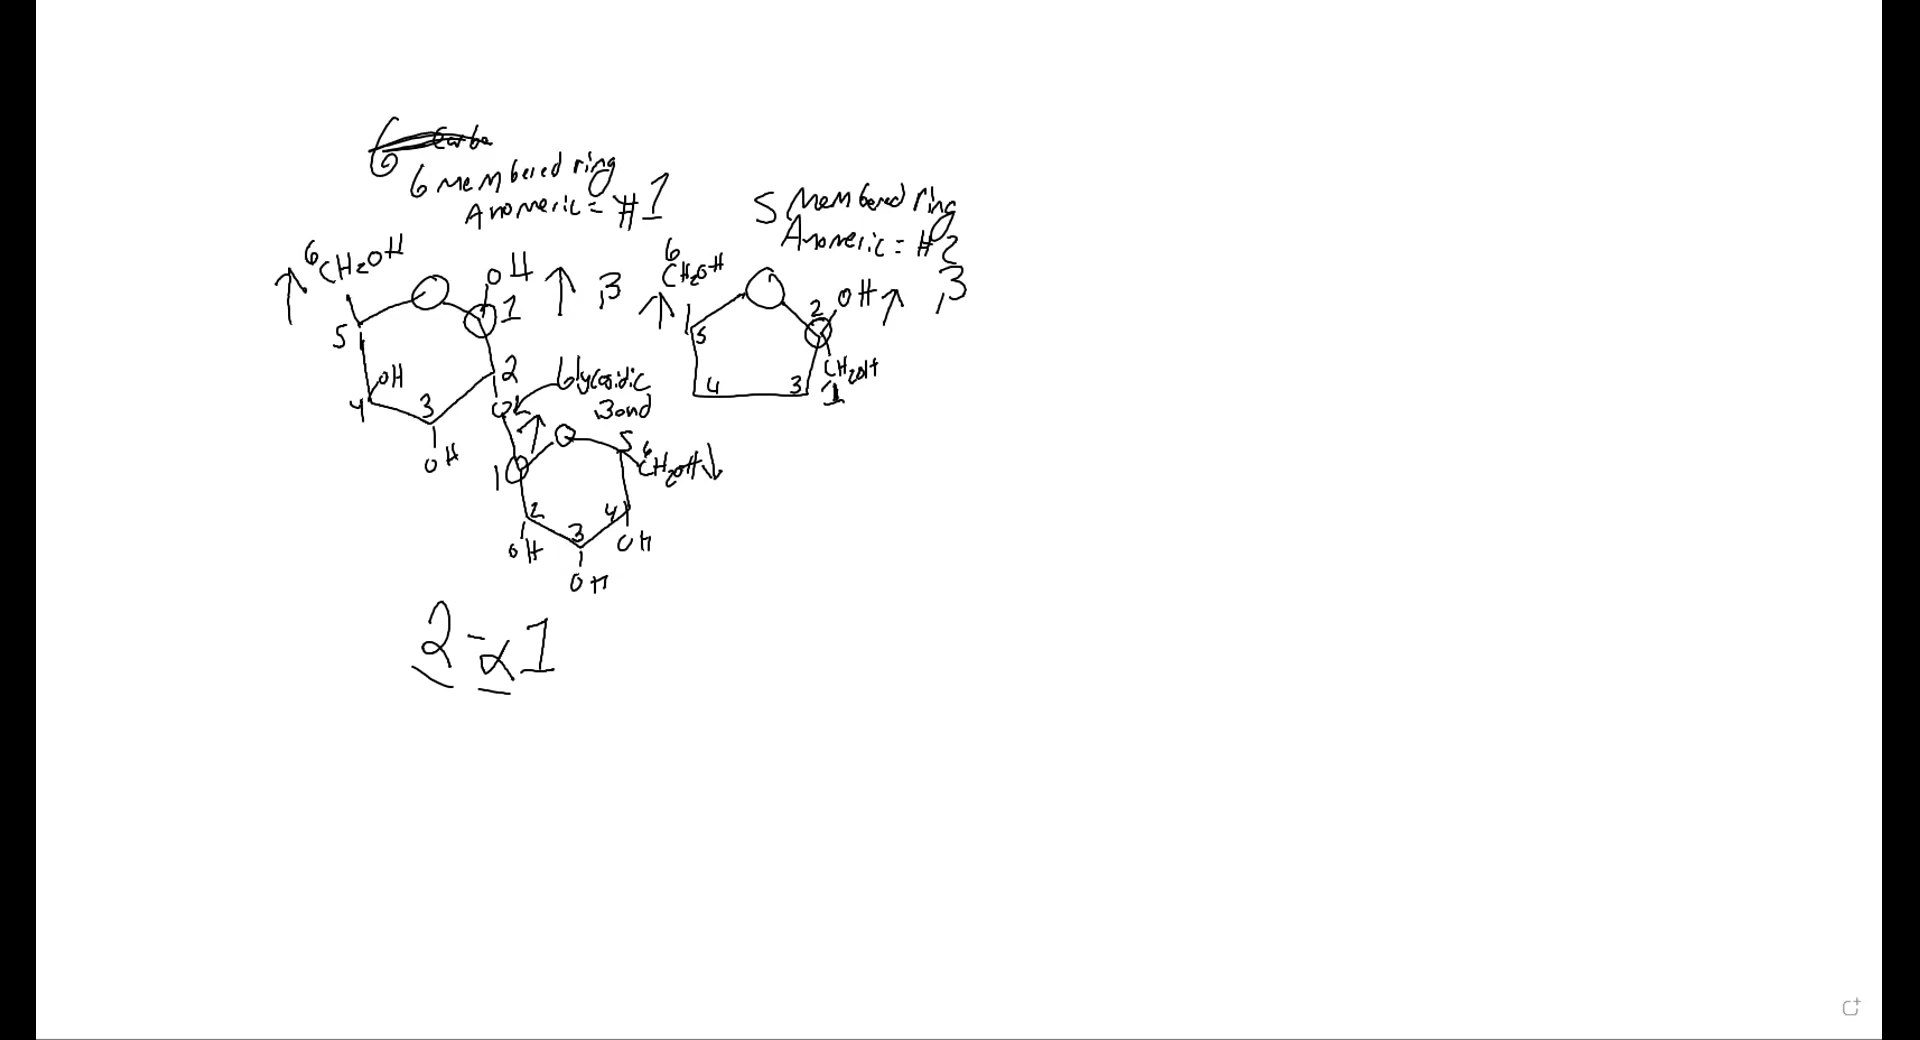 6 Carbo
6 membered ring
Anomeric = #1
5 Membered ring
Anomeric = #2
↑ 6 CH₂OH
OH ↑ β
1
5
OH
4
3
2
OH
6
CH₂OH
↑
2 OH ↑ β
5
4
3
CH₂OH
1
Glycosidic
Bond
O
↑
O
5
6
CH₂OH ↓
1
2
3
4
OH
OH
OH
2-α1